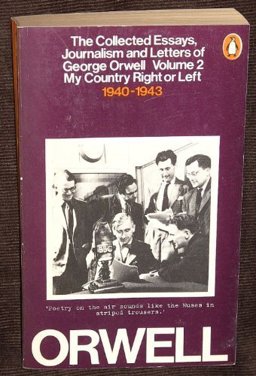 The Collected Essays,
Journalism and Letters of
George Orwell Volume 2
My Country Right or Left
1940-1943
'Poetry on the air sounds like the Muses in
striped trousers.'
ORWELL